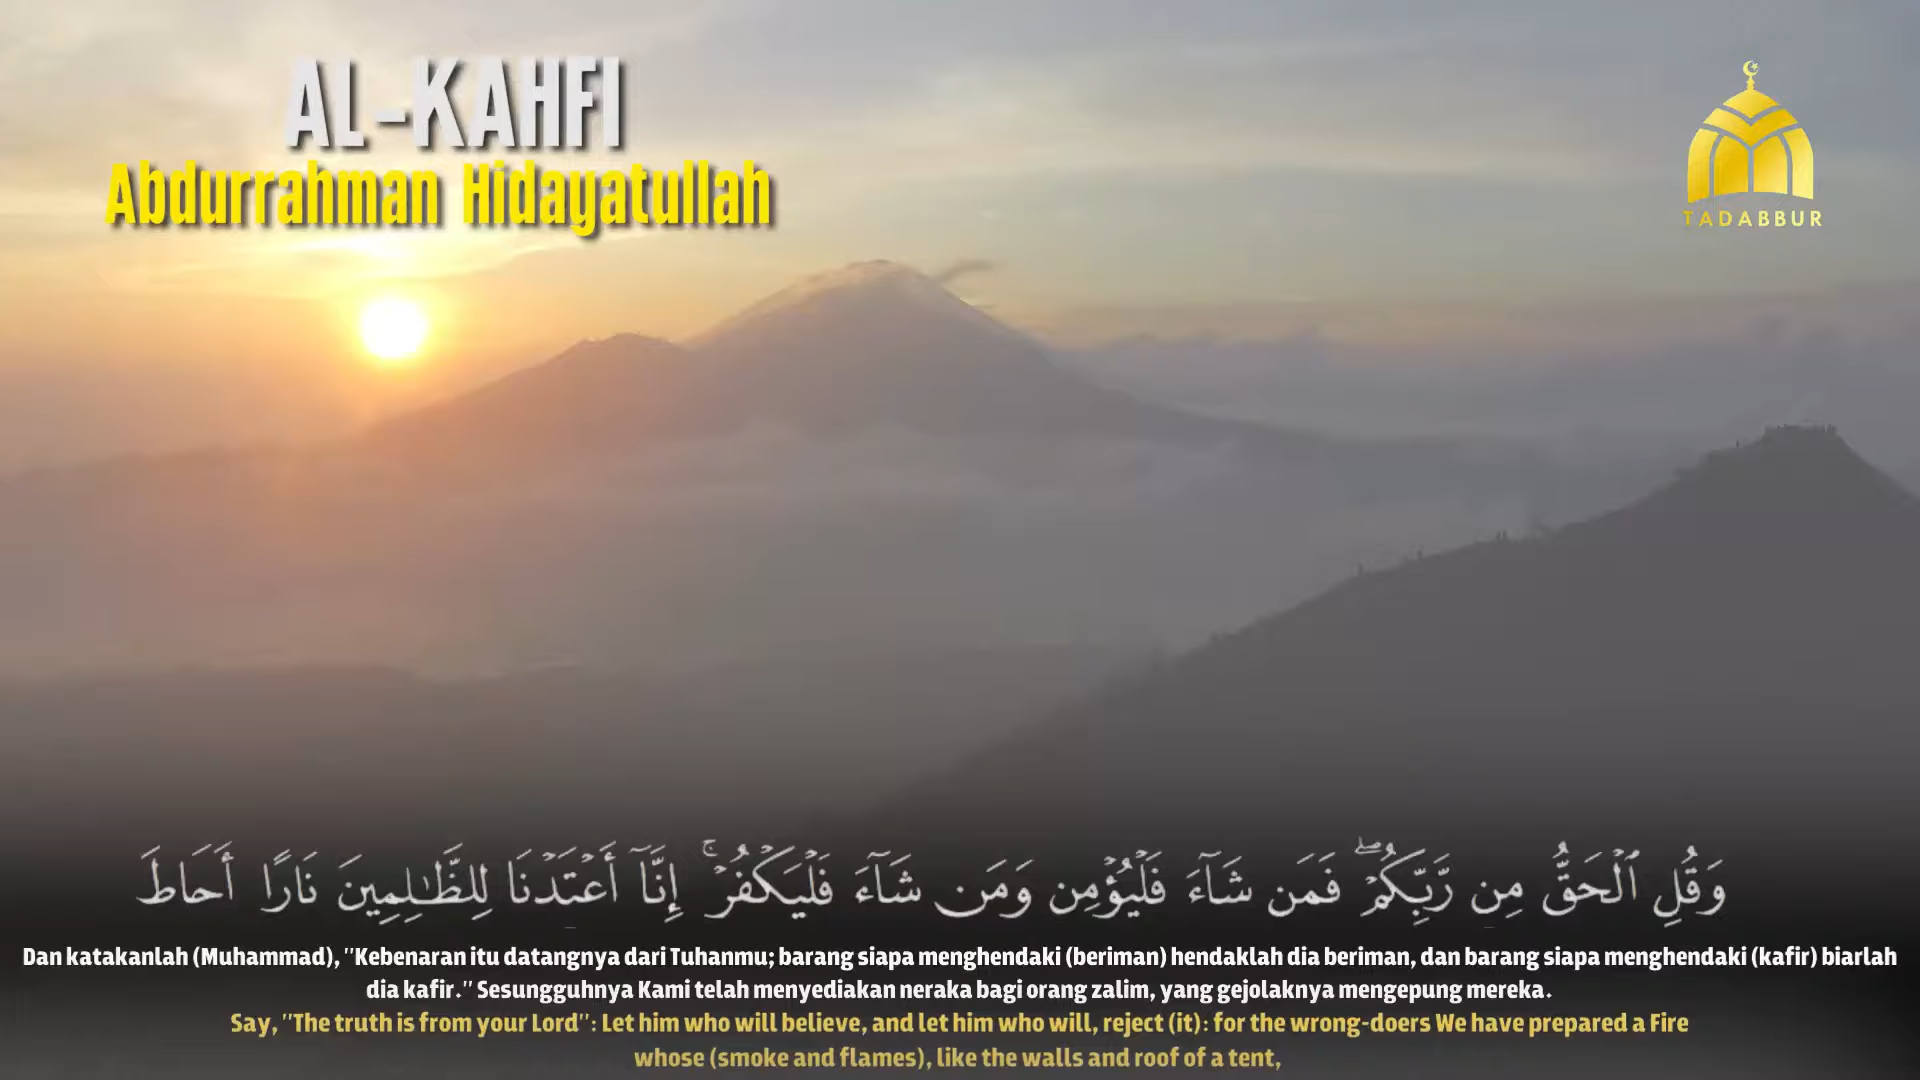 AL-KAHFI
Abdurrahman Hidayatullah
TADABBUR
وَقُلِ ٱلْحَقُّ مِن رَّبِّكُمْ ۖ فَمَن شَآءَ فَلْيُؤْمِن وَمَن شَآءَ فَلْيَكْفُرْ ۚ إِنَّآ أَعْتَدْنَا لِلظَّـٰلِمِينَ نَارًا أَحَاطَ
Dan katakanlah (Muhammad), "Kebenaran itu datangnya dari Tuhanmu; barang siapa menghendaki (beriman) hendaklah dia beriman, dan barang siapa menghendaki (kafir) biarlah
dia kafir." Sesungguhnya Kami telah menyediakan neraka bagi orang zalim, yang gejolaknya mengepung mereka.
Say, "The truth is from your Lord": Let him who will believe, and let him who will, reject (it): for the wrong-doers We have prepared a Fire
whose (smoke and flames), like the walls and roof of a tent,